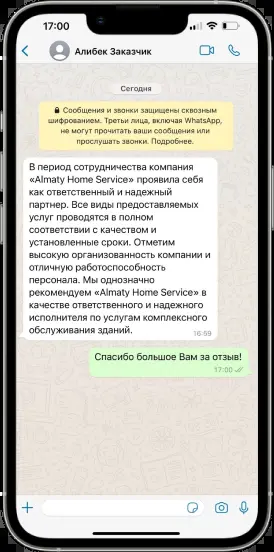 17:00
Алибек Заказчик
Сегодня
Сообщения и звонки защищены сквозным
шифрованием. Третьи лица, включая WhatsApp,
не могут прочитать ваши сообщения или
прослушать звонки. Подробнее.
В период сотрудничества компания
«Almaty Home Service» проявила себя
как ответственный и надежный
партнер. Все виды предоставляемых
услуг проводятся в полном
соответствии с качеством и
установленные сроки. Отметим
высокую организованность компании и
отличную работоспособность
персонала. Мы однозначно
рекомендуем «Almaty Home Service» в
качестве ответственного и надежного
исполнителя по услугам комплексного
обслуживания зданий.
16:59
Спасибо большое Вам за отзыв!
17:00